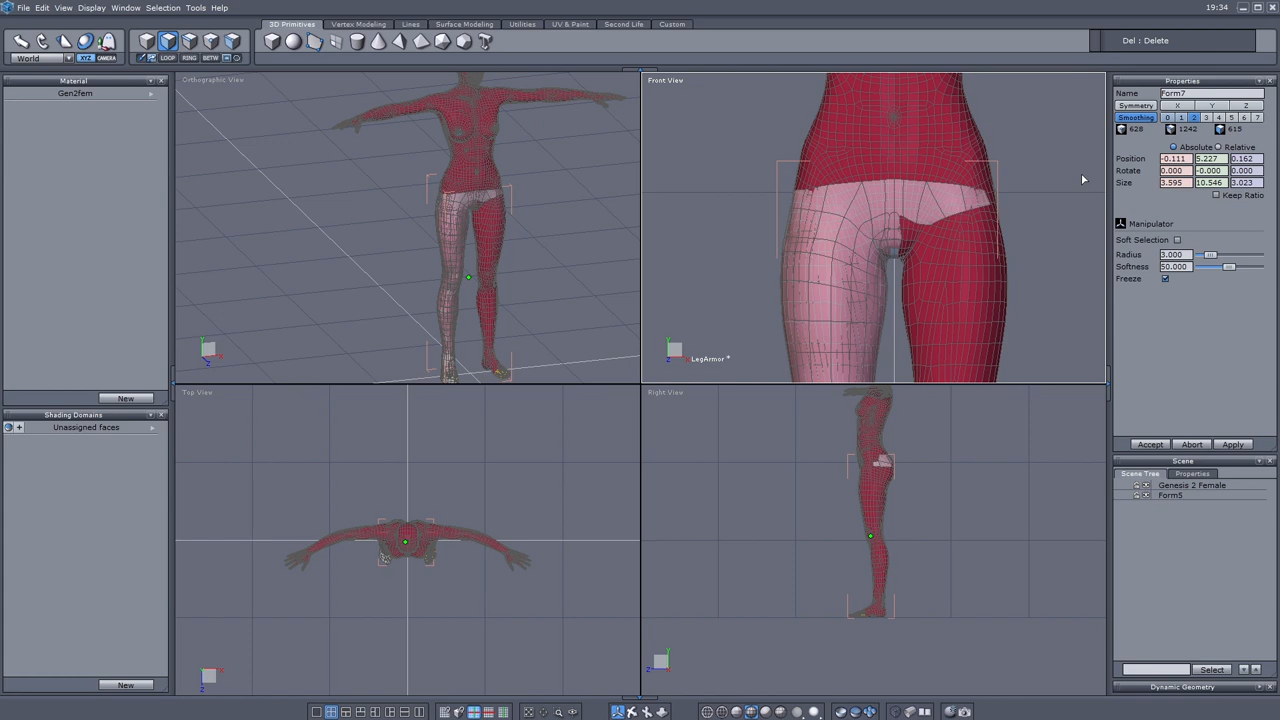 File Edit View Display Window Selection Tools Help
19:34
3D Primitives Vertex Modeling Lines Surface Modeling Utilities UV & Paint Second Life Custom
Del : Delete
World
XYZ CAMERA
LOOP RING BETW
Material
Gen2fem
New
Shading Domains
Unassigned faces
New
Orthographic View
Front View
LegArmor *
Top View
Right View
Properties
Name Form7
Symmetry X Y Z
Smoothing 0 1 2 3 4 5 6 7
628 1242 615
Absolute Relative
Position -0.111 5.227 0.162
Rotate 0.000 -0.000 0.000
Size 3.595 10.546 3.023
Keep Ratio
Manipulator
Soft Selection
Radius 3.000
Softness 50.000
Freeze
Accept Abort Apply
Scene
Scene Tree Properties
Genesis 2 Female
Form5
Select
Dynamic Geometry